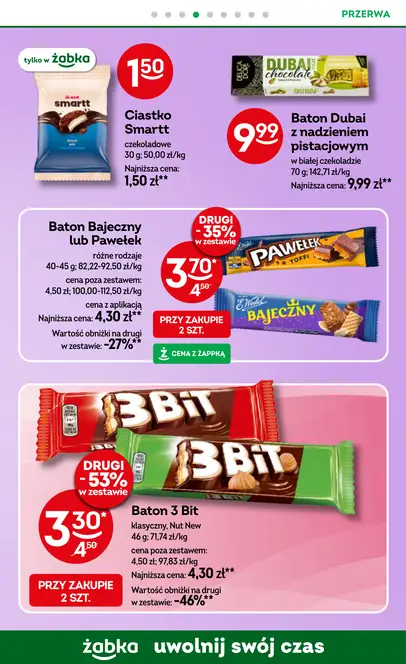 PRZERWA
tylko w żabka
1 50
ÜLKER
smartt
Ciastko
Smartt
czekoladowe
30 g; 50,00 zł/kg
Najniższa cena:
1,50 zł**
DELICADORE
DUBAI
chocolate
9 99
Baton Dubai
z nadzieniem
pistacjowym
w białej czekoladzie
70 g; 142,71 zł/kg
Najniższa cena: 9,99 zł**
Baton Bajeczny
lub Pawełek
różne rodzaje
40-45 g; 82,22-92,50 zł/kg
cena poza zestawem:
4,50 zł; 100,00-112,50 zł/kg
cena z aplikacją
Najniższa cena: 4,30 zł**
Wartość obniżki na drugi
w zestawie: -27%**
DRUGI
-35%
w zestawie
3 70*
4 50
PRZY ZAKUPIE
2 SZT.
CENA Z ŻAPPKĄ
PAWEŁEK
TOFFI
E. Wedel
BAJECZNY
3BIT
3BIT
DRUGI
-53%
w zestawie
3 30*
4 50
PRZY ZAKUPIE
2 SZT.
Baton 3 Bit
klasyczny, Nut New
46 g; 71,74 zł/kg
cena poza zestawem:
4,50 zł; 97,83 zł/kg
Najniższa cena: 4,30 zł**
Wartość obniżki na drugi
w zestawie: -46%**
żabka uwolnij swój czas